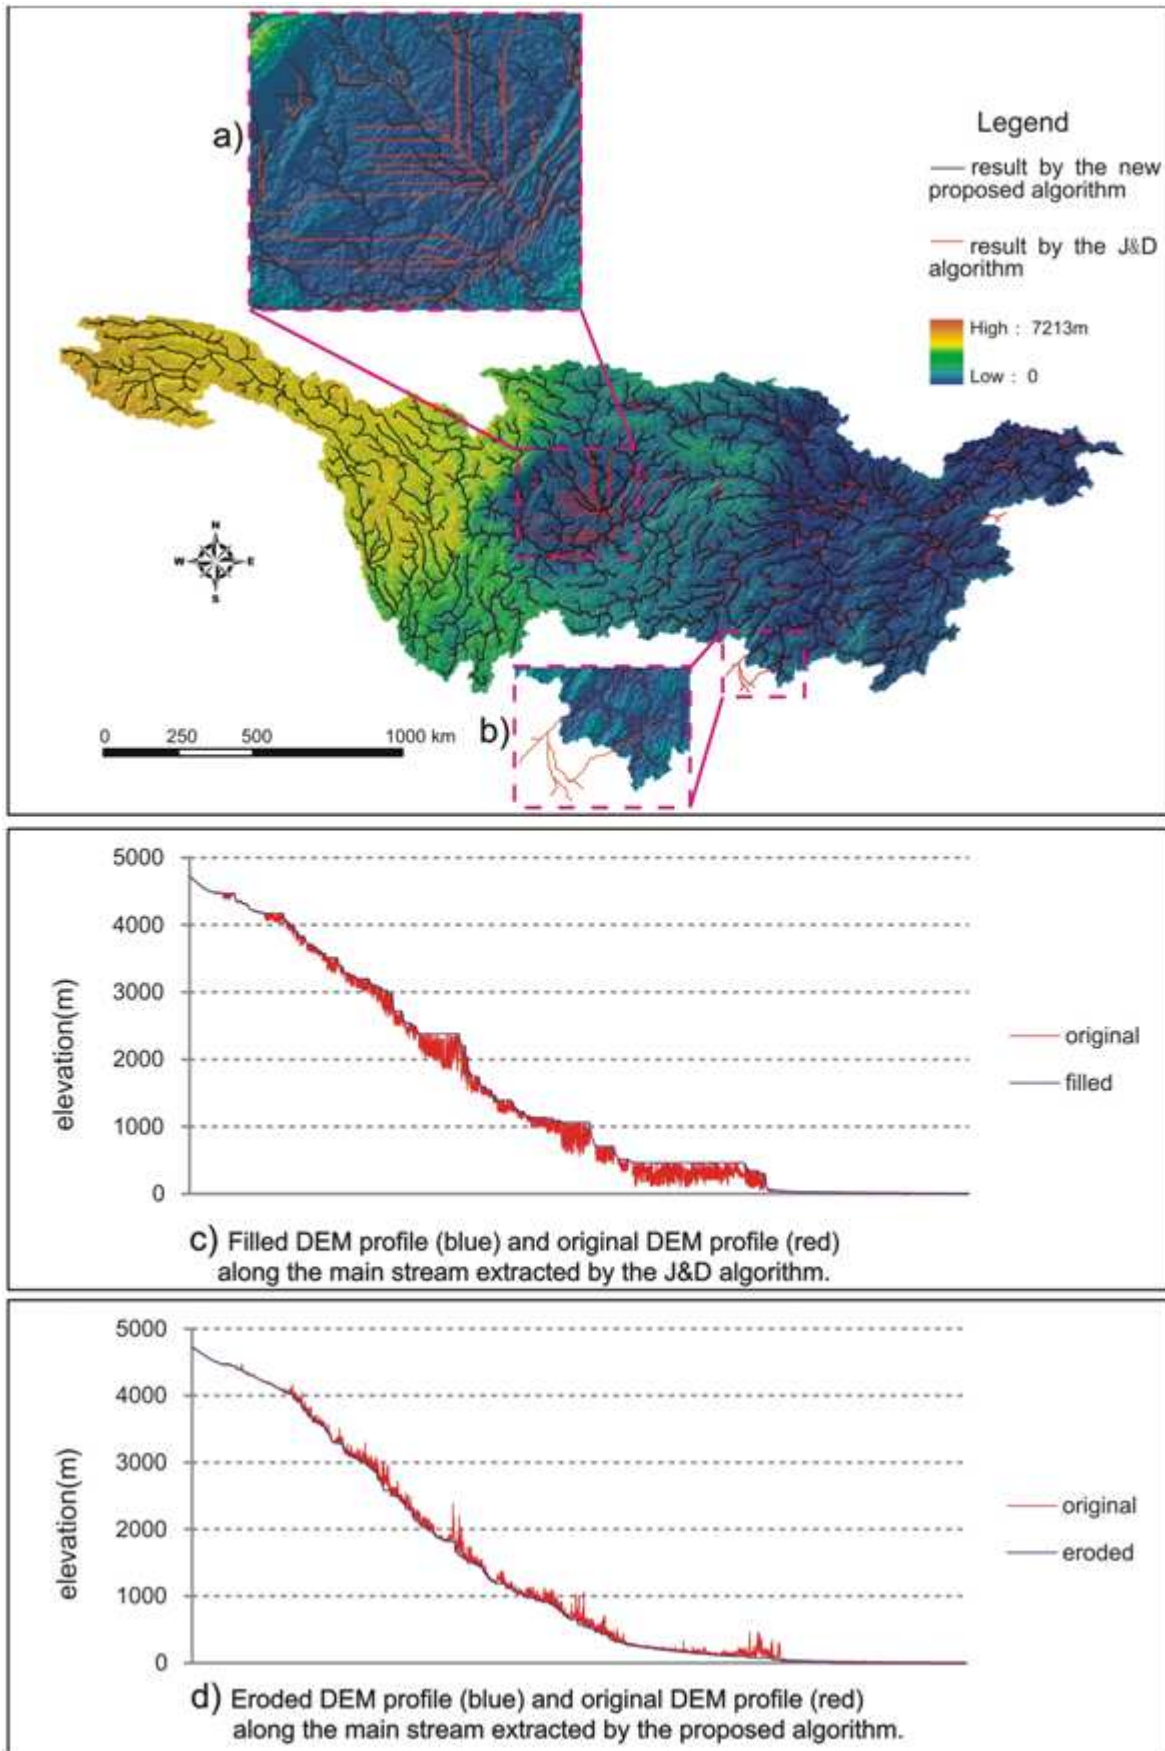 a)
Legend
result by the new
proposed algorithm
result by the J&D
algorithm
High : 7213m
Low : 0
N
W E
S
0 250 500 1000 km
b)
5000
4000
3000
2000
1000
0
elevation(m)
original
filled
c) Filled DEM profile (blue) and original DEM profile (red)
along the main stream extracted by the J&D algorithm.
5000
4000
3000
2000
1000
0
elevation(m)
original
eroded
d) Eroded DEM profile (blue) and original DEM profile (red)
along the main stream extracted by the proposed algorithm.